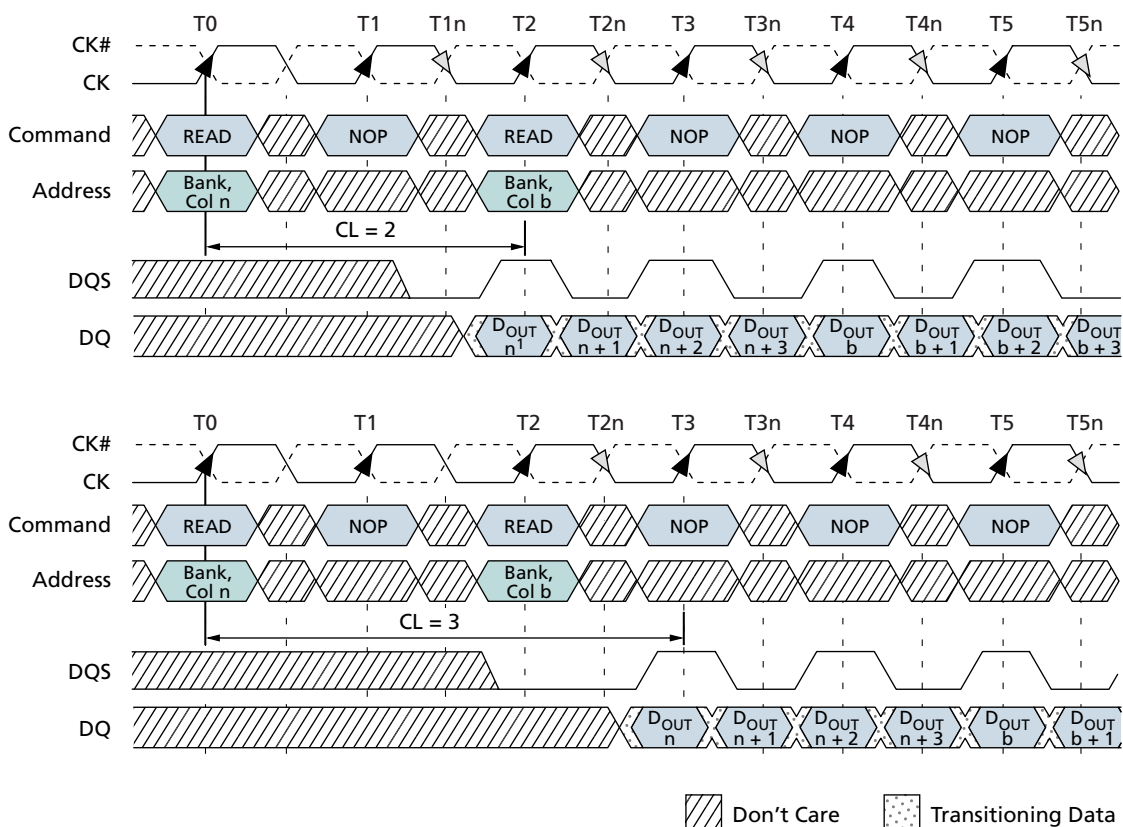 T0 T1 T1n T2 T2n T3 T3n T4 T4n T5 T5n
CK#
CK
Command READ NOP READ NOP NOP NOP
Address Bank, Col n Bank, Col b
CL = 2
DQS
DQ DOUT n1 DOUT n + 1 DOUT n + 2 DOUT n + 3 DOUT b DOUT b + 1 DOUT b + 2 DOUT b + 3
T0 T1 T2 T2n T3 T3n T4 T4n T5 T5n
CK#
CK
Command READ NOP READ NOP NOP NOP
Address Bank, Col n Bank, Col b
CL = 3
DQS
DQ DOUT n DOUT n + 1 DOUT n + 2 DOUT n + 3 DOUT b DOUT b + 1
Don't Care Transitioning Data